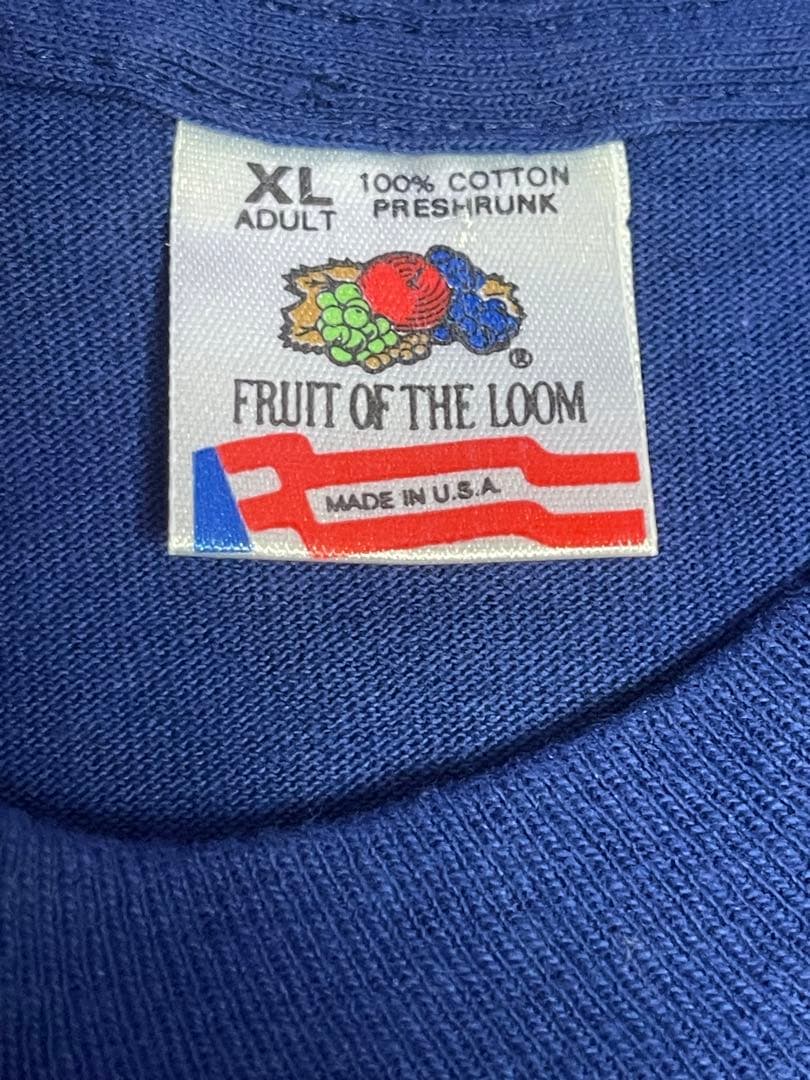 XL 100% COTTON
ADULT PRESHRUNK
®
FRUIT OF THE LOOM
MADE IN U.S.A.